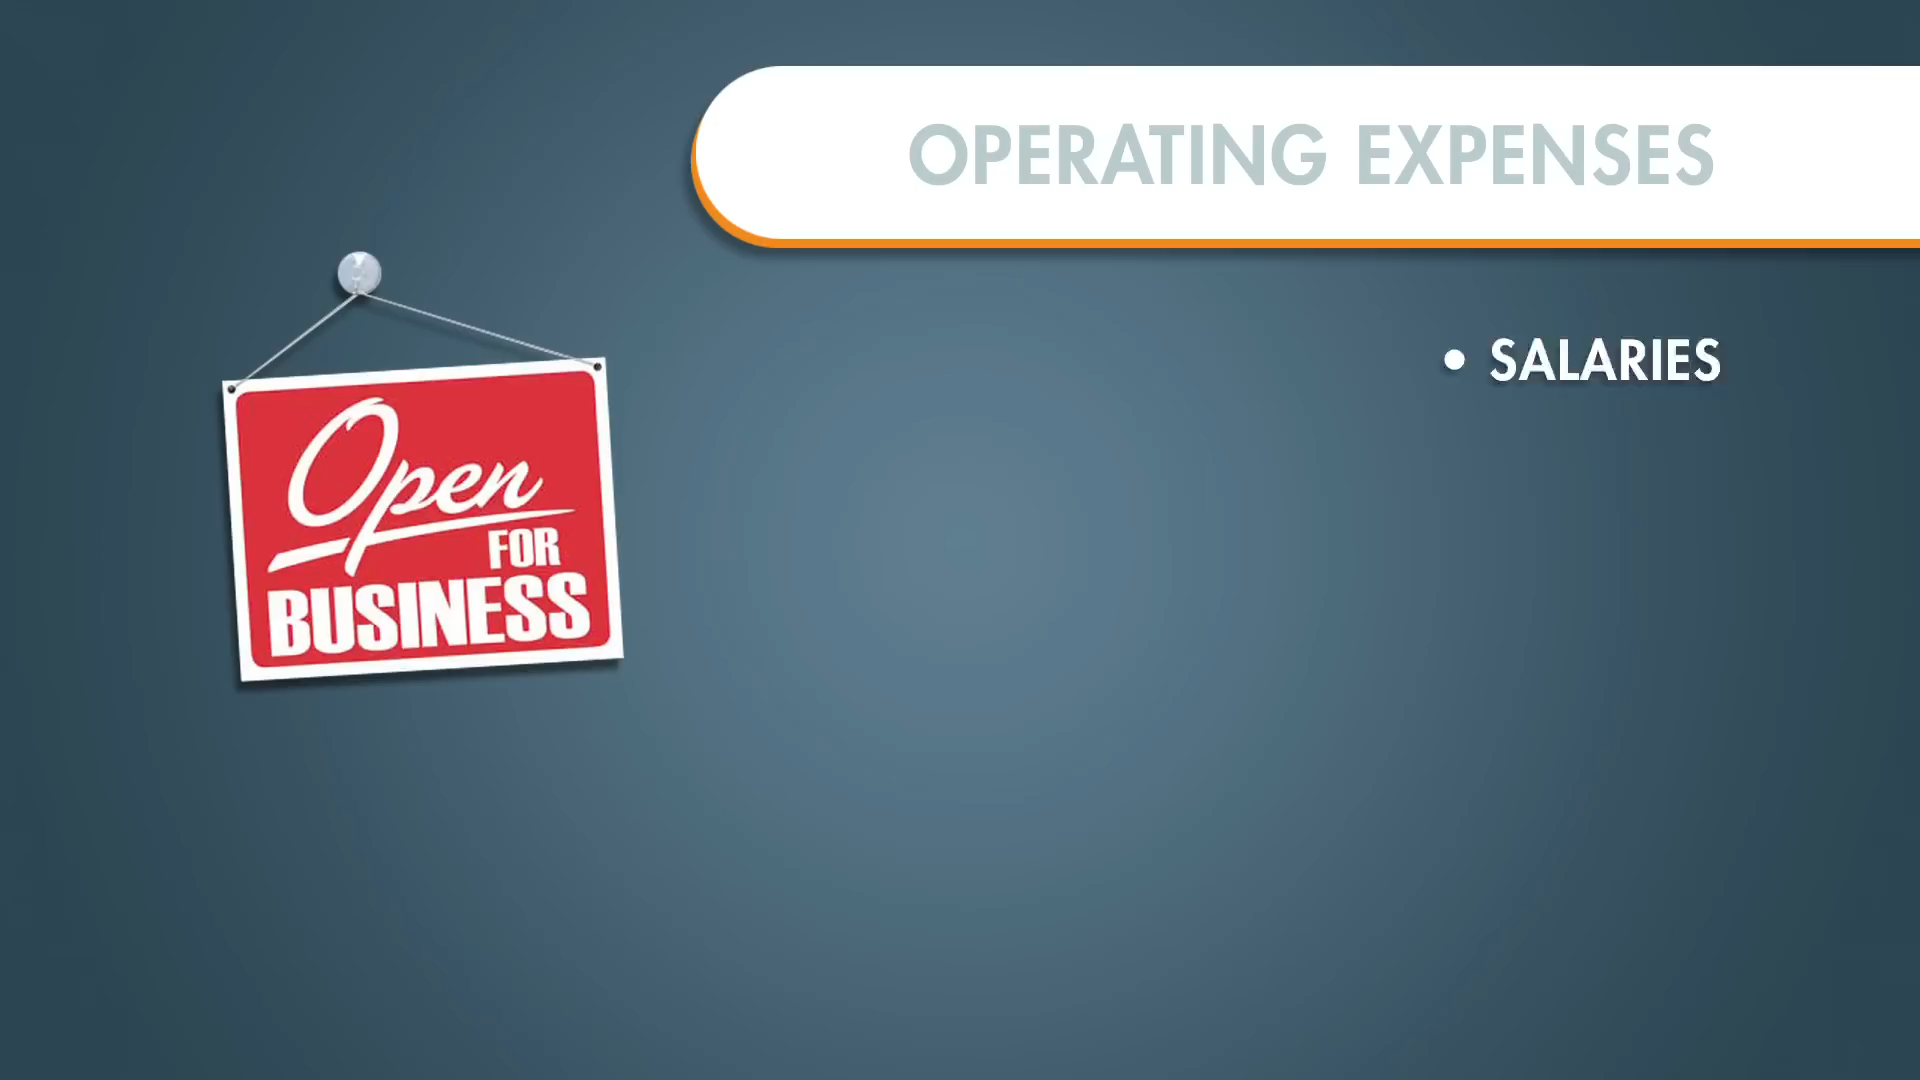 OPERATING EXPENSES
• SALARIES
Open
FOR
BUSINESS